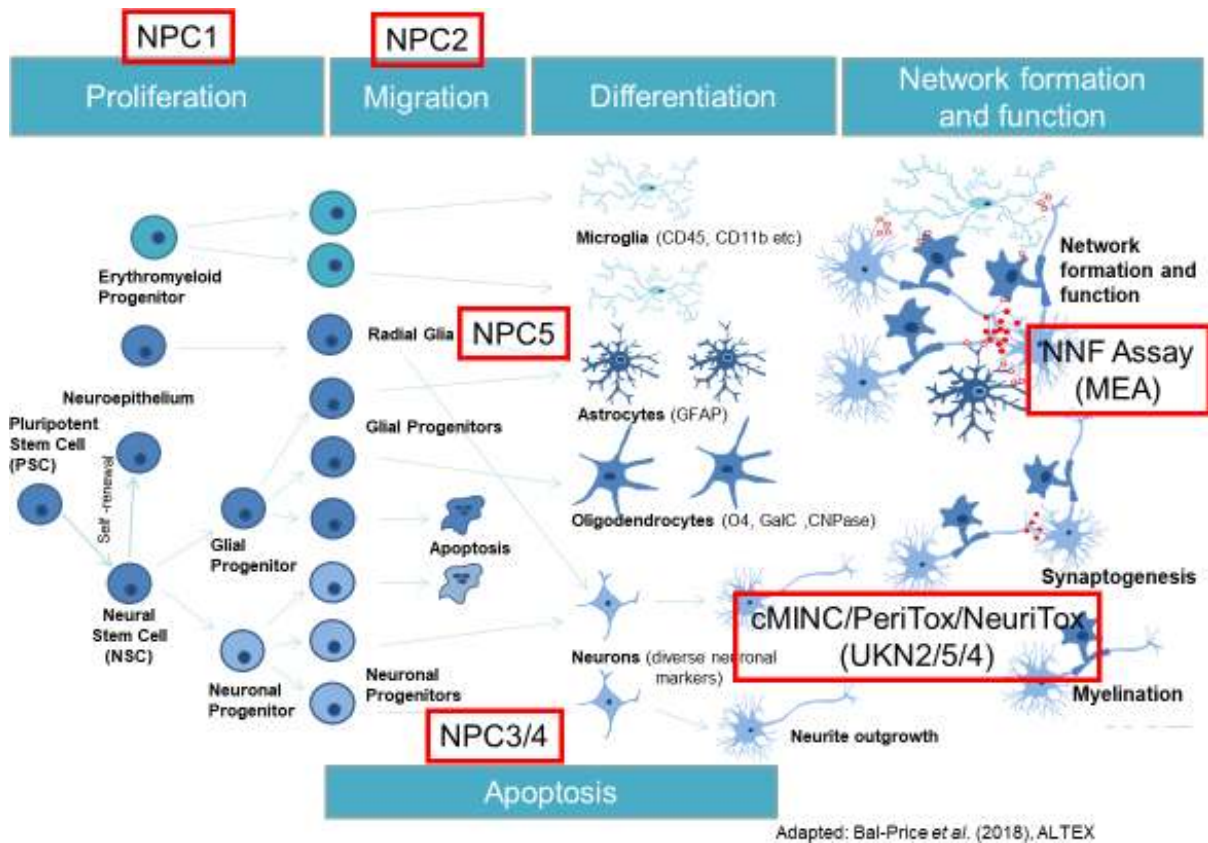 NPC1
NPC2
Proliferation
Migration
Differentiation
Network formation
and function
Microglia (CD45, CD11b etc)
Erythromyeloid
Progenitor
Network
formation and
function
Radial Glia
NPC5
NNF Assay
(MEA)
Neuroepithelium
Astrocytes (GFAP)
Pluripotent
Stem Cell
(PSC)
Glial Progenitors
Self -renewal
Oligodendrocytes (O4, GalC ,CNPase)
Glial
Progenitor
Apoptosis
Synaptogenesis
Neural
Stem Cell
(NSC)
cMINC/PeriTox/NeuriTox
(UKN2/5/4)
Neurons (diverse neuronal
markers)
Neuronal
Progenitor
Neuronal
Progenitors
Myelination
NPC3/4
Neurite outgrowth
Apoptosis
Adapted: Bal-Price et al. (2018), ALTEX